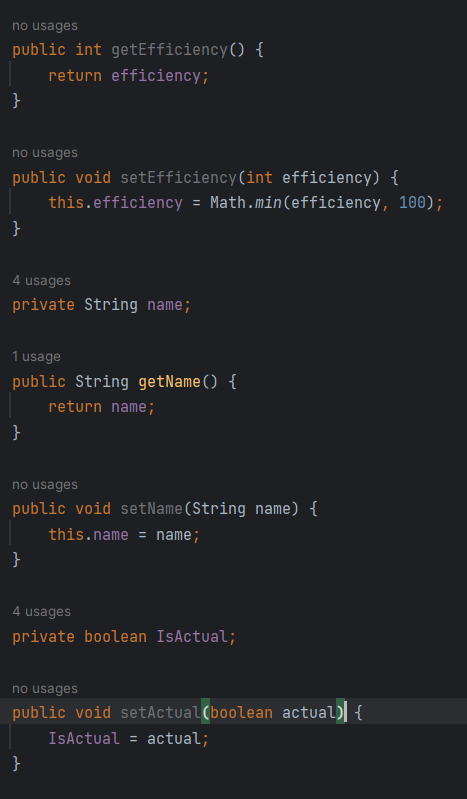 no usages
public int getEfficiency() {
    return efficiency;
}
no usages
public void setEfficiency(int efficiency) {
    this.efficiency = Math.min(efficiency, 100);
}
4 usages
private String name;
1 usage
public String getName() {
    return name;
}
no usages
public void setName(String name) {
    this.name = name;
}
4 usages
private boolean IsActual;
no usages
public void setActual(boolean actual) {
    IsActual = actual;
}